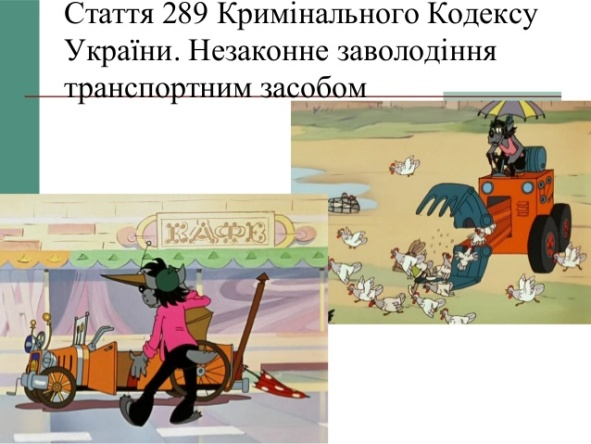 Стаття 289 Кримінального Кодексу
України. Незаконне заволодіння
транспортним засобом
КАФЕ